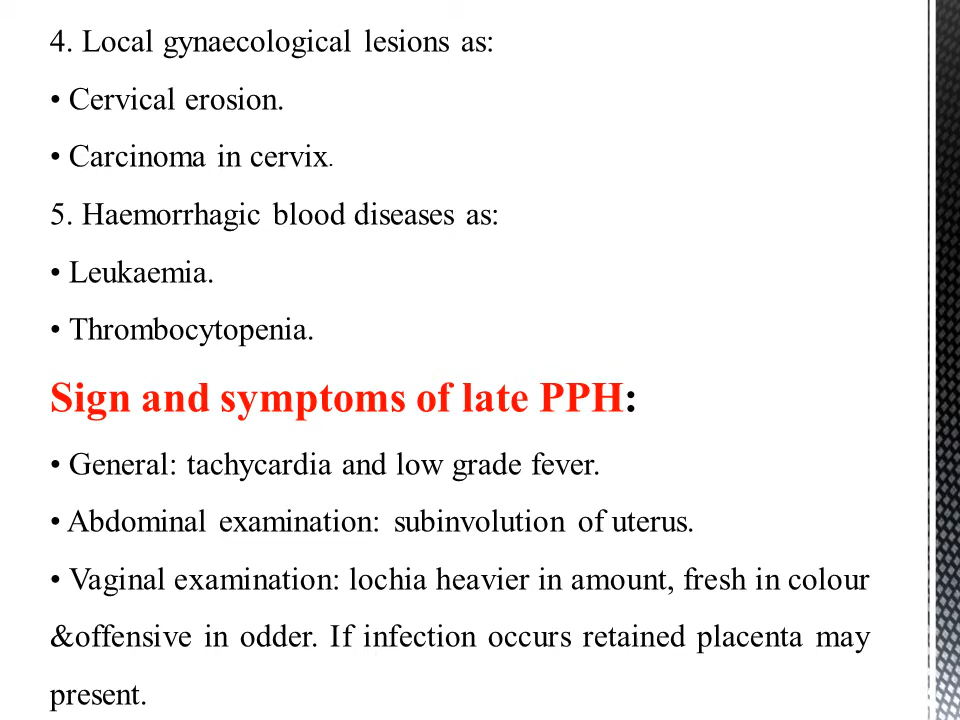 4. Local gynaecological lesions as:
• Cervical erosion.
• Carcinoma in cervix.
5. Haemorrhagic blood diseases as:
• Leukaemia.
• Thrombocytopenia.
Sign and symptoms of late PPH:
• General: tachycardia and low grade fever.
• Abdominal examination: subinvolution of uterus.
• Vaginal examination: lochia heavier in amount, fresh in colour
&offensive in odder. If infection occurs retained placenta may
present.